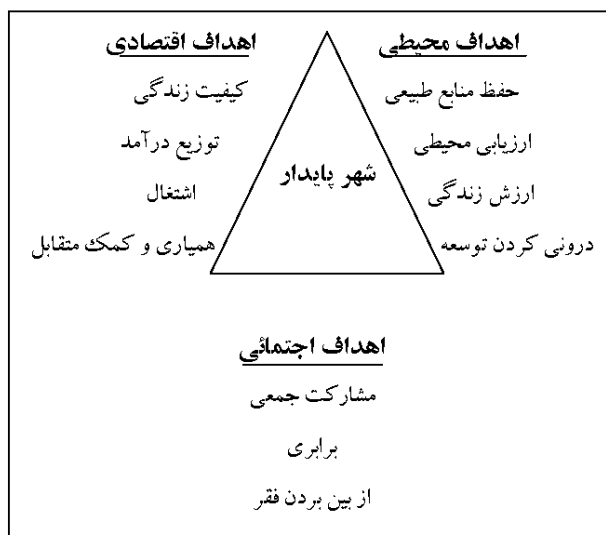 اهداف محیطی
حفظ منابع طبیعی
ارزیابی محیطی
ارزش زندگی
درونی کردن توسعه
شهر پایدار
اهداف اقتصادی
کیفیت زندگی
توزیع درآمد
اشتغال
همیاری و کمک متقابل
اهداف اجتمائی
مشارکت جمعی
برابری
از بین بردن فقر